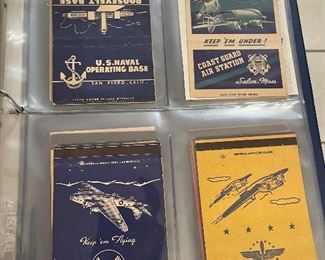 ROOSEVELT
BASE
U.S. NAVAL
OPERATING BASE
SAN PEDRO, CALIF.
KEEP 'EM UNDER!
COAST GUARD
AIR STATION
Salem, Mass.
Keep 'em Flying